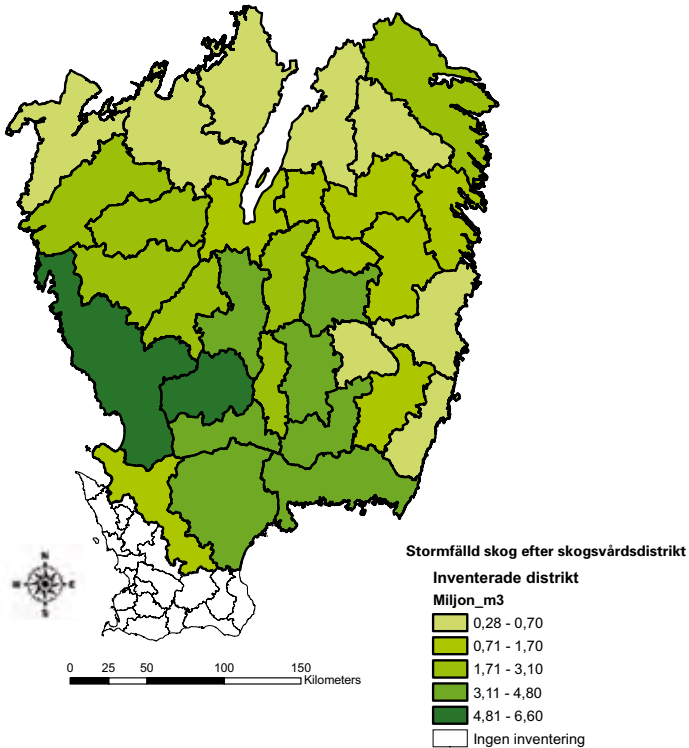 Stormfälld skog efter skogsvårdsdistrikt
Inventerade distrikt
Miljon_m3
0,28 - 0,70
0,71 - 1,70
1,71 - 3,10
3,11 - 4,80
4,81 - 6,60
Ingen inventering
N
W E
S
0 25 50 100 150
Kilometers